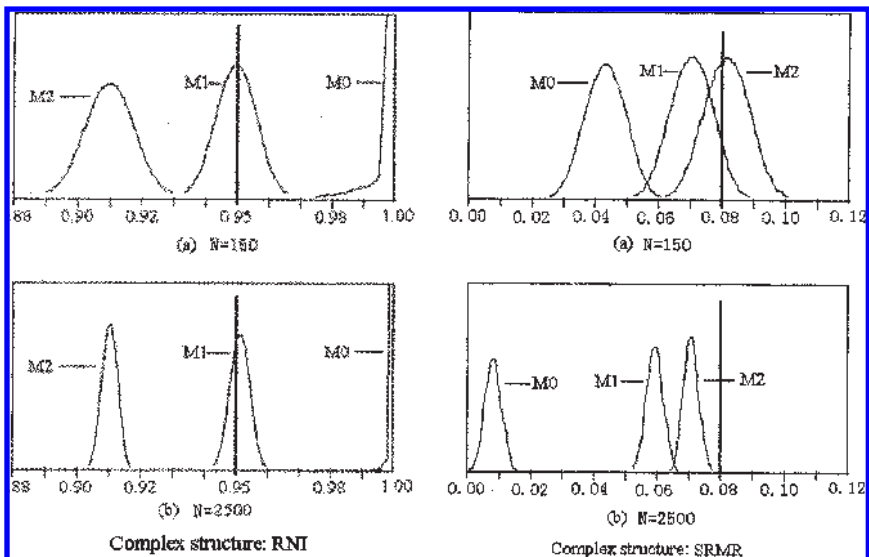 M2
M1
M0
.88 0.90 0.92 0.95 0.98 1.00
(a) N=150
M0
M1
M2
0.00 0.02 0.04 0.06 0.08 0.10 0.12
(a) N=150
M2
M1
M0
.88 0.90 0.92 0.95 0.98 1.00
(b) N=2500
Complex structure: RNI
M0
M1
M2
0.00 0.02 0.04 0.06 0.08 0.10 0.12
(b) N=2500
Complex structure: SRMR